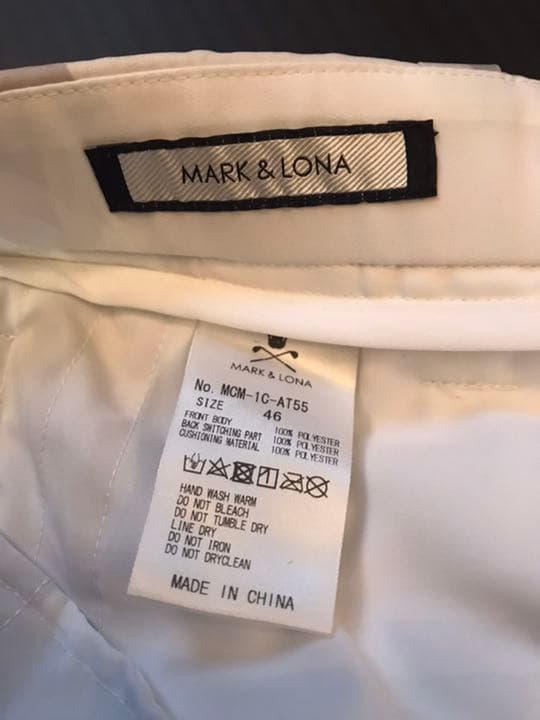 MARK & LONA
MARK & LONA
No. MCM-1C-AT55
SIZE 46
FRONT BODY 100% POLYESTER
BACK SWITCHING PART 100% POLYESTER
CUSHIONING MATERIAL 100% POLYESTER
HAND WASH WARM
DO NOT BLEACH
DO NOT TUMBLE DRY
LINE DRY
DO NOT IRON
DO NOT DRYCLEAN
MADE IN CHINA